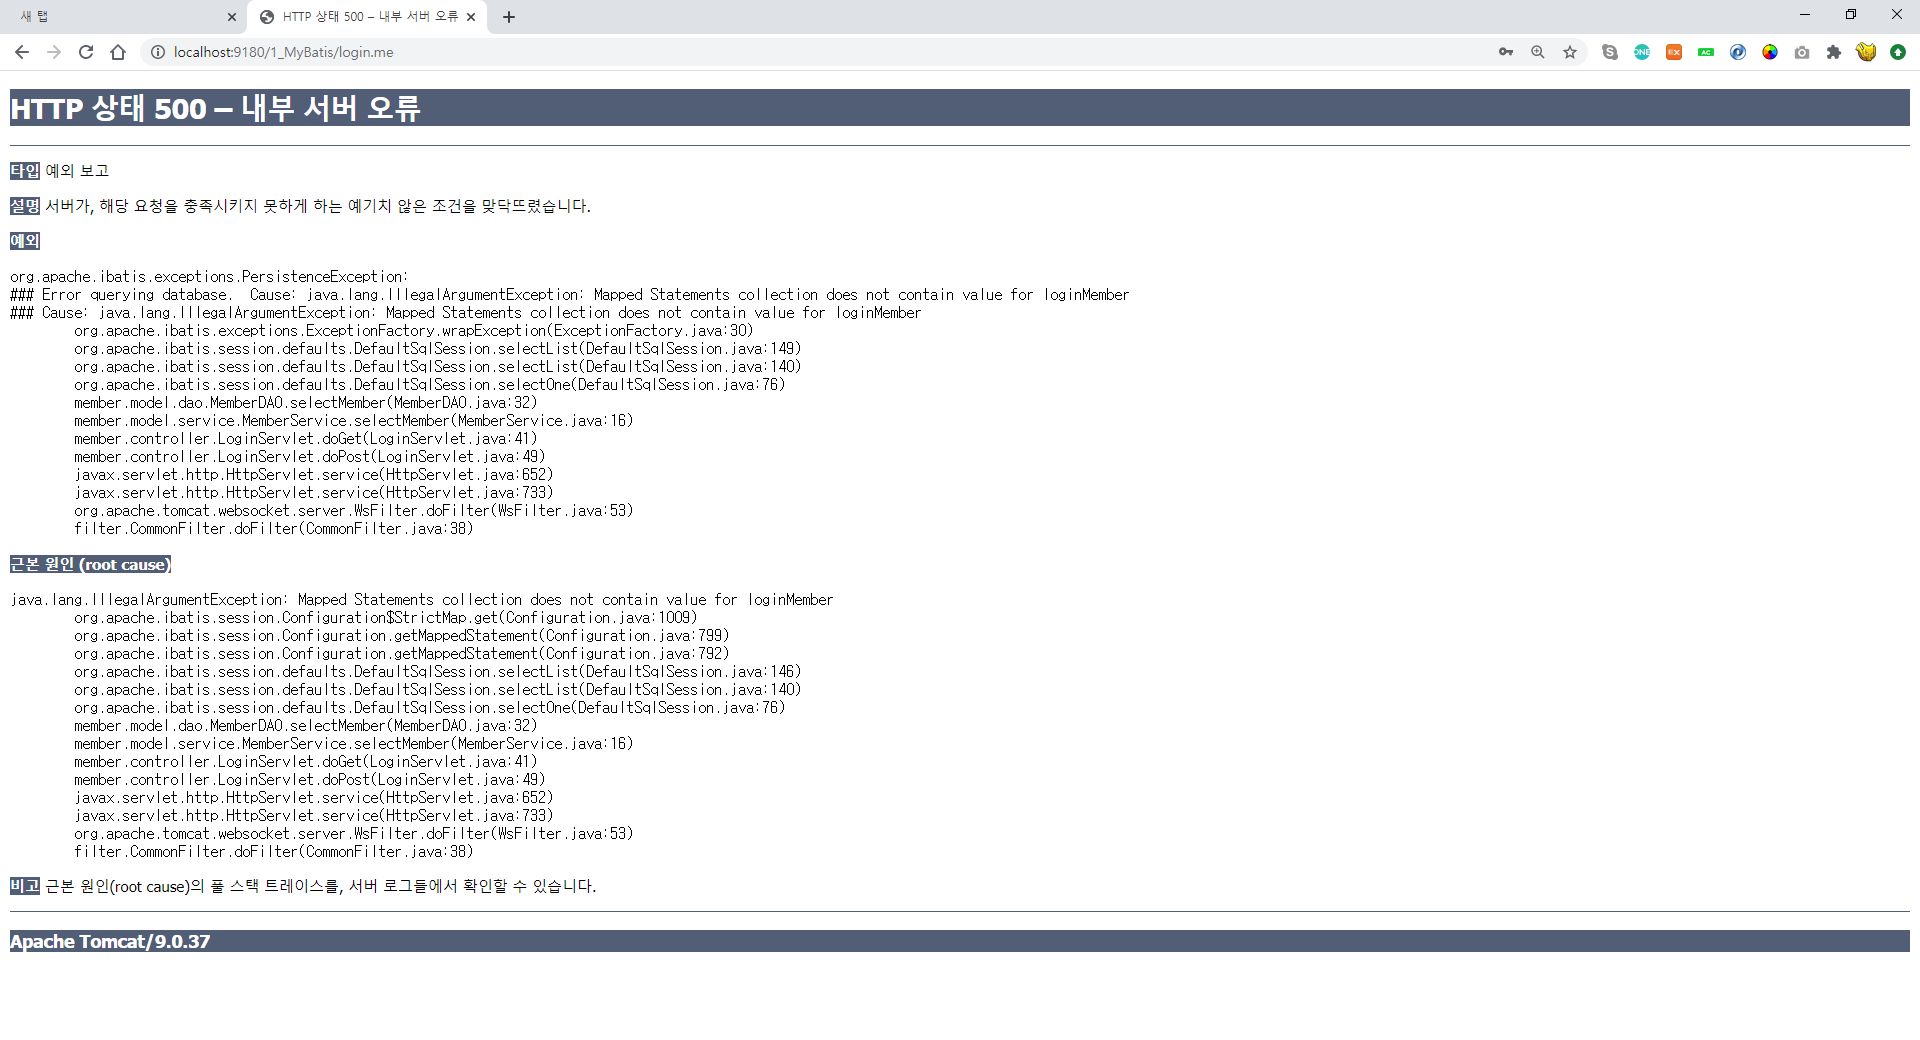 새 탭
HTTP 상태 500 – 내부 서버 오류
localhost:9180/1_MyBatis/login.me
ONE
EX
AC
HTTP 상태 500 – 내부 서버 오류
타입 예외 보고
설명 서버가, 해당 요청을 충족시키지 못하게 하는 예기치 않은 조건을 맞닥뜨렸습니다.
예외
org.apache.ibatis.exceptions.PersistenceException:
### Error querying database.  Cause: java.lang.IllegalArgumentException: Mapped Statements collection does not contain value for loginMember
### Cause: java.lang.IllegalArgumentException: Mapped Statements collection does not contain value for loginMember
org.apache.ibatis.exceptions.ExceptionFactory.wrapException(ExceptionFactory.java:30)
org.apache.ibatis.session.defaults.DefaultSqlSession.selectList(DefaultSqlSession.java:149)
org.apache.ibatis.session.defaults.DefaultSqlSession.selectList(DefaultSqlSession.java:140)
org.apache.ibatis.session.defaults.DefaultSqlSession.selectOne(DefaultSqlSession.java:76)
member.model.dao.MemberDAO.selectMember(MemberDAO.java:32)
member.model.service.MemberService.selectMember(MemberService.java:16)
member.controller.LoginServlet.doGet(LoginServlet.java:41)
member.controller.LoginServlet.doPost(LoginServlet.java:49)
javax.servlet.http.HttpServlet.service(HttpServlet.java:652)
javax.servlet.http.HttpServlet.service(HttpServlet.java:733)
org.apache.tomcat.websocket.server.WsFilter.doFilter(WsFilter.java:53)
filter.CommonFilter.doFilter(CommonFilter.java:38)
근본 원인 (root cause)
java.lang.IllegalArgumentException: Mapped Statements collection does not contain value for loginMember
org.apache.ibatis.session.Configuration$StrictMap.get(Configuration.java:1009)
org.apache.ibatis.session.Configuration.getMappedStatement(Configuration.java:799)
org.apache.ibatis.session.Configuration.getMappedStatement(Configuration.java:792)
org.apache.ibatis.session.defaults.DefaultSqlSession.selectList(DefaultSqlSession.java:146)
org.apache.ibatis.session.defaults.DefaultSqlSession.selectList(DefaultSqlSession.java:140)
org.apache.ibatis.session.defaults.DefaultSqlSession.selectOne(DefaultSqlSession.java:76)
member.model.dao.MemberDAO.selectMember(MemberDAO.java:32)
member.model.service.MemberService.selectMember(MemberService.java:16)
member.controller.LoginServlet.doGet(LoginServlet.java:41)
member.controller.LoginServlet.doPost(LoginServlet.java:49)
javax.servlet.http.HttpServlet.service(HttpServlet.java:652)
javax.servlet.http.HttpServlet.service(HttpServlet.java:733)
org.apache.tomcat.websocket.server.WsFilter.doFilter(WsFilter.java:53)
filter.CommonFilter.doFilter(CommonFilter.java:38)
비고 근본 원인(root cause)의 풀 스택 트레이스를, 서버 로그들에서 확인할 수 있습니다.
Apache Tomcat/9.0.37